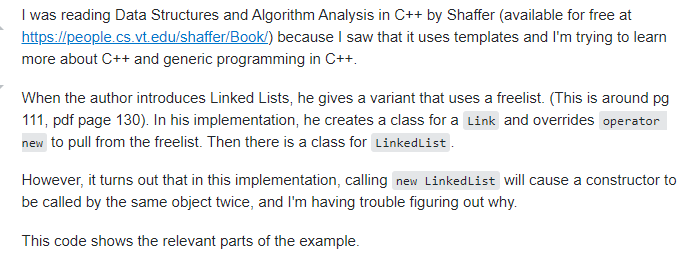 I was reading Data Structures and Algorithm Analysis in C++ by Shaffer (available for free at
https://people.cs.vt.edu/shaffer/Book/) because I saw that it uses templates and I'm trying to learn
more about C++ and generic programming in C++.
When the author introduces Linked Lists, he gives a variant that uses a freelist. (This is around pg
111, pdf page 130). In his implementation, he creates a class for a Link and overrides operator
new to pull from the freelist. Then there is a class for LinkedList.
However, it turns out that in this implementation, calling new LinkedList will cause a constructor to
be called by the same object twice, and I'm having trouble figuring out why.
This code shows the relevant parts of the example.